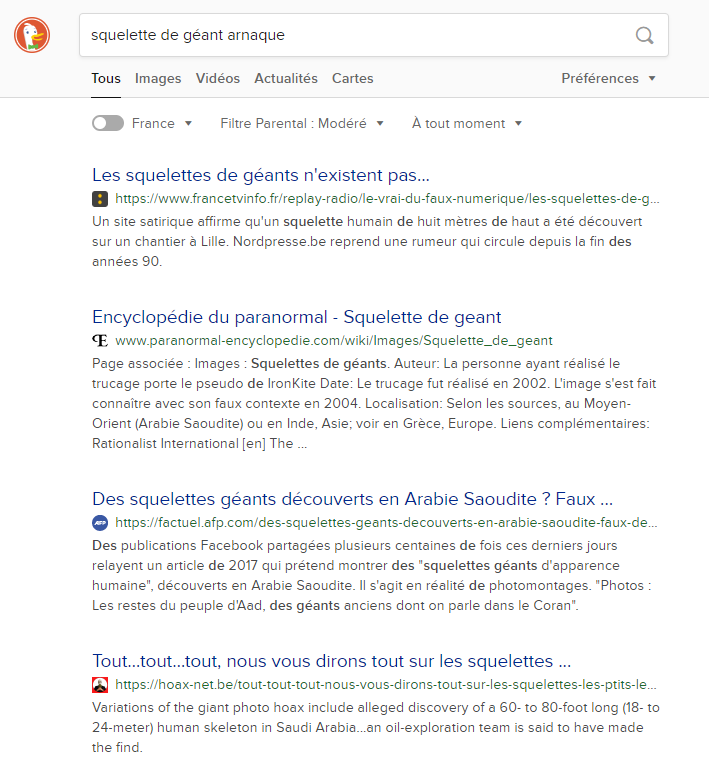 squelette de géant arnaque
Tous Images Vidéos Actualités Cartes Préférences
France Filtre Parental : Modéré À tout moment
Les squelettes de géants n'existent pas...
https://www.francetvinfo.fr/replay-radio/le-vrai-du-faux-numerique/les-squelettes-de-g...
Un site satirique affirme qu'un squelette humain de huit mètres de haut a été découvert
sur un chantier à Lille. Nordpresse.be reprend une rumeur qui circule depuis la fin des
années 90.
Encyclopédie du paranormal - Squelette de geant
www.paranormal-encyclopedie.com/wiki/Images/Squelette_de_geant
Page associée : Images : Squelettes de géants. Auteur: La personne ayant réalisé le
trucage porte le pseudo de IronKite Date: Le trucage fut réalisé en 2002. L'image s'est fait
connaître avec son faux contexte en 2004. Localisation: Selon les sources, au Moyen-
Orient (Arabie Saoudite) ou en Inde, Asie; voir en Grèce, Europe. Liens complémentaires:
Rationalist International [en] The ...
Des squelettes géants découverts en Arabie Saoudite ? Faux ...
AFP https://factuel.afp.com/des-squelettes-geants-decouverts-en-arabie-saoudite-faux-de...
Des publications Facebook partagées plusieurs centaines de fois ces derniers jours
relayent un article de 2017 qui prétend montrer des "squelettes géants d'apparence
humaine", découverts en Arabie Saoudite. Il s'agit en réalité de photomontages. "Photos :
Les restes du peuple d'Aad, des géants anciens dont on parle dans le Coran".
Tout...tout...tout, nous vous dirons tout sur les squelettes ...
https://hoax-net.be/tout-tout-tout-nous-vous-dirons-tout-sur-les-squelettes-les-ptits-le...
Variations of the giant photo hoax include alleged discovery of a 60- to 80-foot long (18- to
24-meter) human skeleton in Saudi Arabia...an oil-exploration team is said to have made
the find.